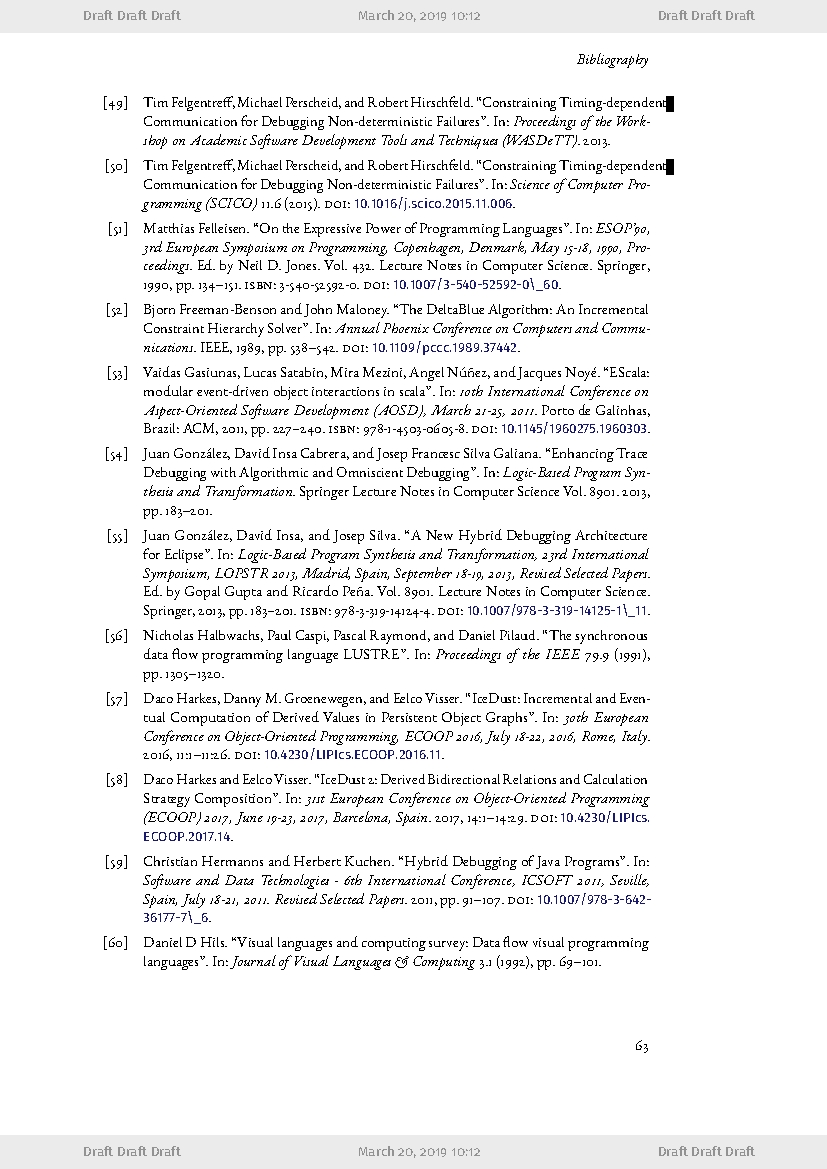 Draft Draft Draft March 20, 2019 10:12 Draft Draft Draft
Bibliography
[49] Tim Felgentreff, Michael Perscheid, and Robert Hirschfeld. “Constraining Timing-dependent
Communication for Debugging Non-deterministic Failures”. In: Proceedings of the Work-
shop on Academic Software Development Tools and Techniques (WASDeTT). 2013.
[50] Tim Felgentreff, Michael Perscheid, and Robert Hirschfeld. “Constraining Timing-dependent
Communication for Debugging Non-deterministic Failures”. In: Science of Computer Pro-
gramming (SCICO) 11.6 (2015). DOI: 10.1016/j.scico.2015.11.006.
[51] Matthias Felleisen. “On the Expressive Power of Programming Languages”. In: ESOP’90,
3rd European Symposium on Programming, Copenhagen, Denmark, May 15-18, 1990, Pro-
ceedings. Ed. by Neil D. Jones. Vol. 432. Lecture Notes in Computer Science. Springer,
1990, pp. 134–151. ISBN: 3-540-52592-0. DOI: 10.1007/3-540-52592-0\_60.
[52] Bjorn Freeman-Benson and John Maloney. “The DeltaBlue Algorithm: An Incremental
Constraint Hierarchy Solver”. In: Annual Phoenix Conference on Computers and Commu-
nications. IEEE, 1989, pp. 538–542. DOI: 10.1109/pccc.1989.37442.
[53] Vaidas Gasiunas, Lucas Satabin, Mira Mezini, Angel Núñez, and Jacques Noyé. “EScala:
modular event-driven object interactions in scala”. In: 10th International Conference on
Aspect-Oriented Software Development (AOSD), March 21-25, 2011. Porto de Galinhas,
Brazil: ACM, 2011, pp. 227–240. ISBN: 978-1-4503-0605-8. DOI: 10.1145/1960275.1960303.
[54] Juan González, David Insa Cabrera, and Josep Francesc Silva Galiana. “Enhancing Trace
Debugging with Algorithmic and Omniscient Debugging”. In: Logic-Based Program Syn-
thesis and Transformation. Springer Lecture Notes in Computer Science Vol. 8901. 2013,
pp. 183–201.
[55] Juan González, David Insa, and Josep Silva. “A New Hybrid Debugging Architecture
for Eclipse”. In: Logic-Based Program Synthesis and Transformation, 23rd International
Symposium, LOPSTR 2013, Madrid, Spain, September 18-19, 2013, Revised Selected Papers.
Ed. by Gopal Gupta and Ricardo Peña. Vol. 8901. Lecture Notes in Computer Science.
Springer, 2013, pp. 183–201. ISBN: 978-3-319-14124-4. DOI: 10.1007/978-3-319-14125-1\_11.
[56] Nicholas Halbwachs, Paul Caspi, Pascal Raymond, and Daniel Pilaud. “The synchronous
data flow programming language LUSTRE”. In: Proceedings of the IEEE 79.9 (1991),
pp. 1305–1320.
[57] Daco Harkes, Danny M. Groenewegen, and Eelco Visser. “IceDust: Incremental and Even-
tual Computation of Derived Values in Persistent Object Graphs”. In: 30th European
Conference on Object-Oriented Programming, ECOOP 2016, July 18-22, 2016, Rome, Italy.
2016, 11:1–11:26. DOI: 10.4230/LIPIcs.ECOOP.2016.11.
[58] Daco Harkes and Eelco Visser. “IceDust 2: Derived Bidirectional Relations and Calculation
Strategy Composition”. In: 31st European Conference on Object-Oriented Programming
(ECOOP) 2017, June 19-23, 2017, Barcelona, Spain. 2017, 14:1–14:29. DOI: 10.4230/LIPIcs.
ECOOP.2017.14.
[59] Christian Hermanns and Herbert Kuchen. “Hybrid Debugging of Java Programs”. In:
Software and Data Technologies - 6th International Conference, ICSOFT 2011, Seville,
Spain, July 18-21, 2011. Revised Selected Papers. 2011, pp. 91–107. DOI: 10.1007/978-3-642-
36177-7\_6.
[60] Daniel D Hils. “Visual languages and computing survey: Data flow visual programming
languages”. In: Journal of Visual Languages & Computing 3.1 (1992), pp. 69–101.
63
Draft Draft Draft March 20, 2019 10:12 Draft Draft Draft